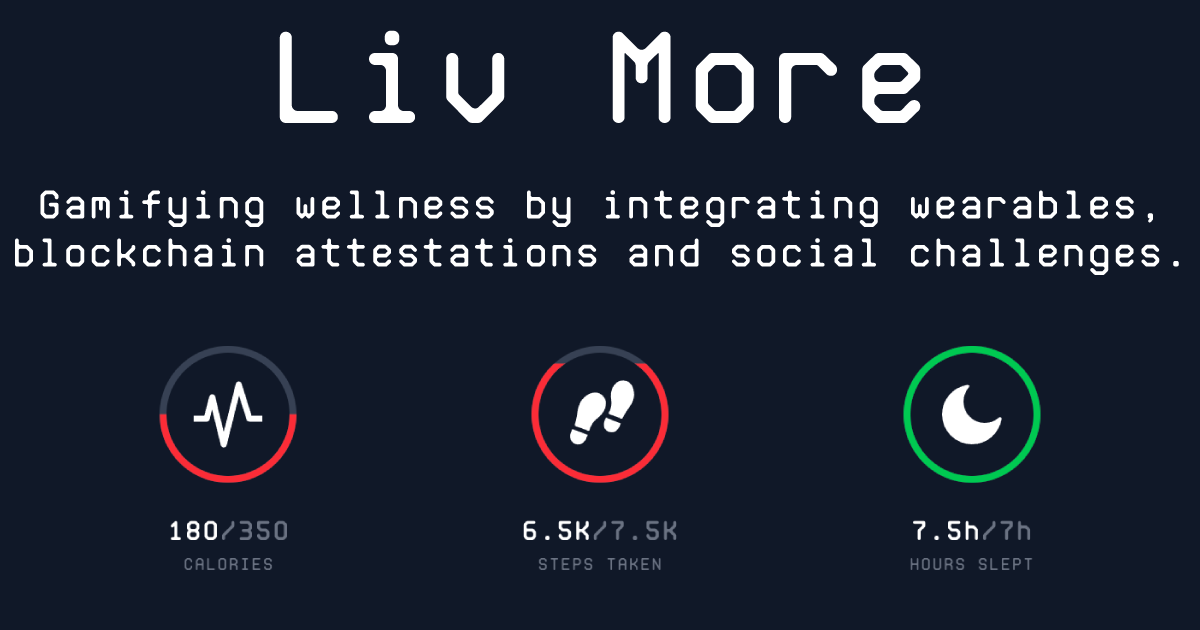 Liv More
Gamifying wellness by integrating wearables,
blockchain attestations and social challenges.
180/350
CALORIES
6.5K/7.5K
STEPS TAKEN
7.5h/7h
HOURS SLEPT